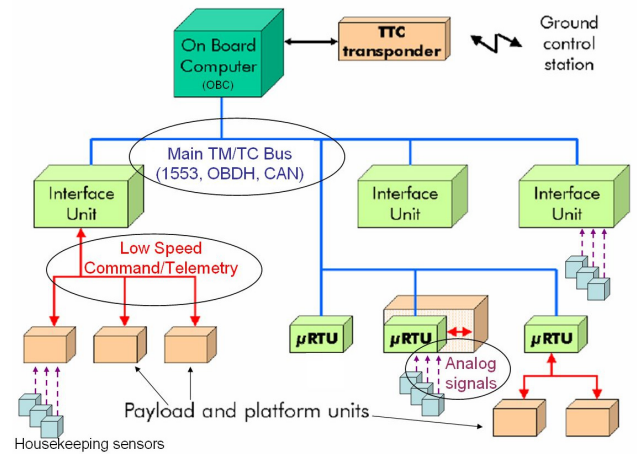 On Board
Computer
(OBC)
TTC
transponder
Ground
control
station
Main TM/TC Bus
(1553, OBDH, CAN)
Interface
Unit
Interface
Unit
Interface
Unit
Low Speed
Command/Telemetry
µRTU
µRTU
µRTU
Analog
signals
Payload and platform units
Housekeeping sensors